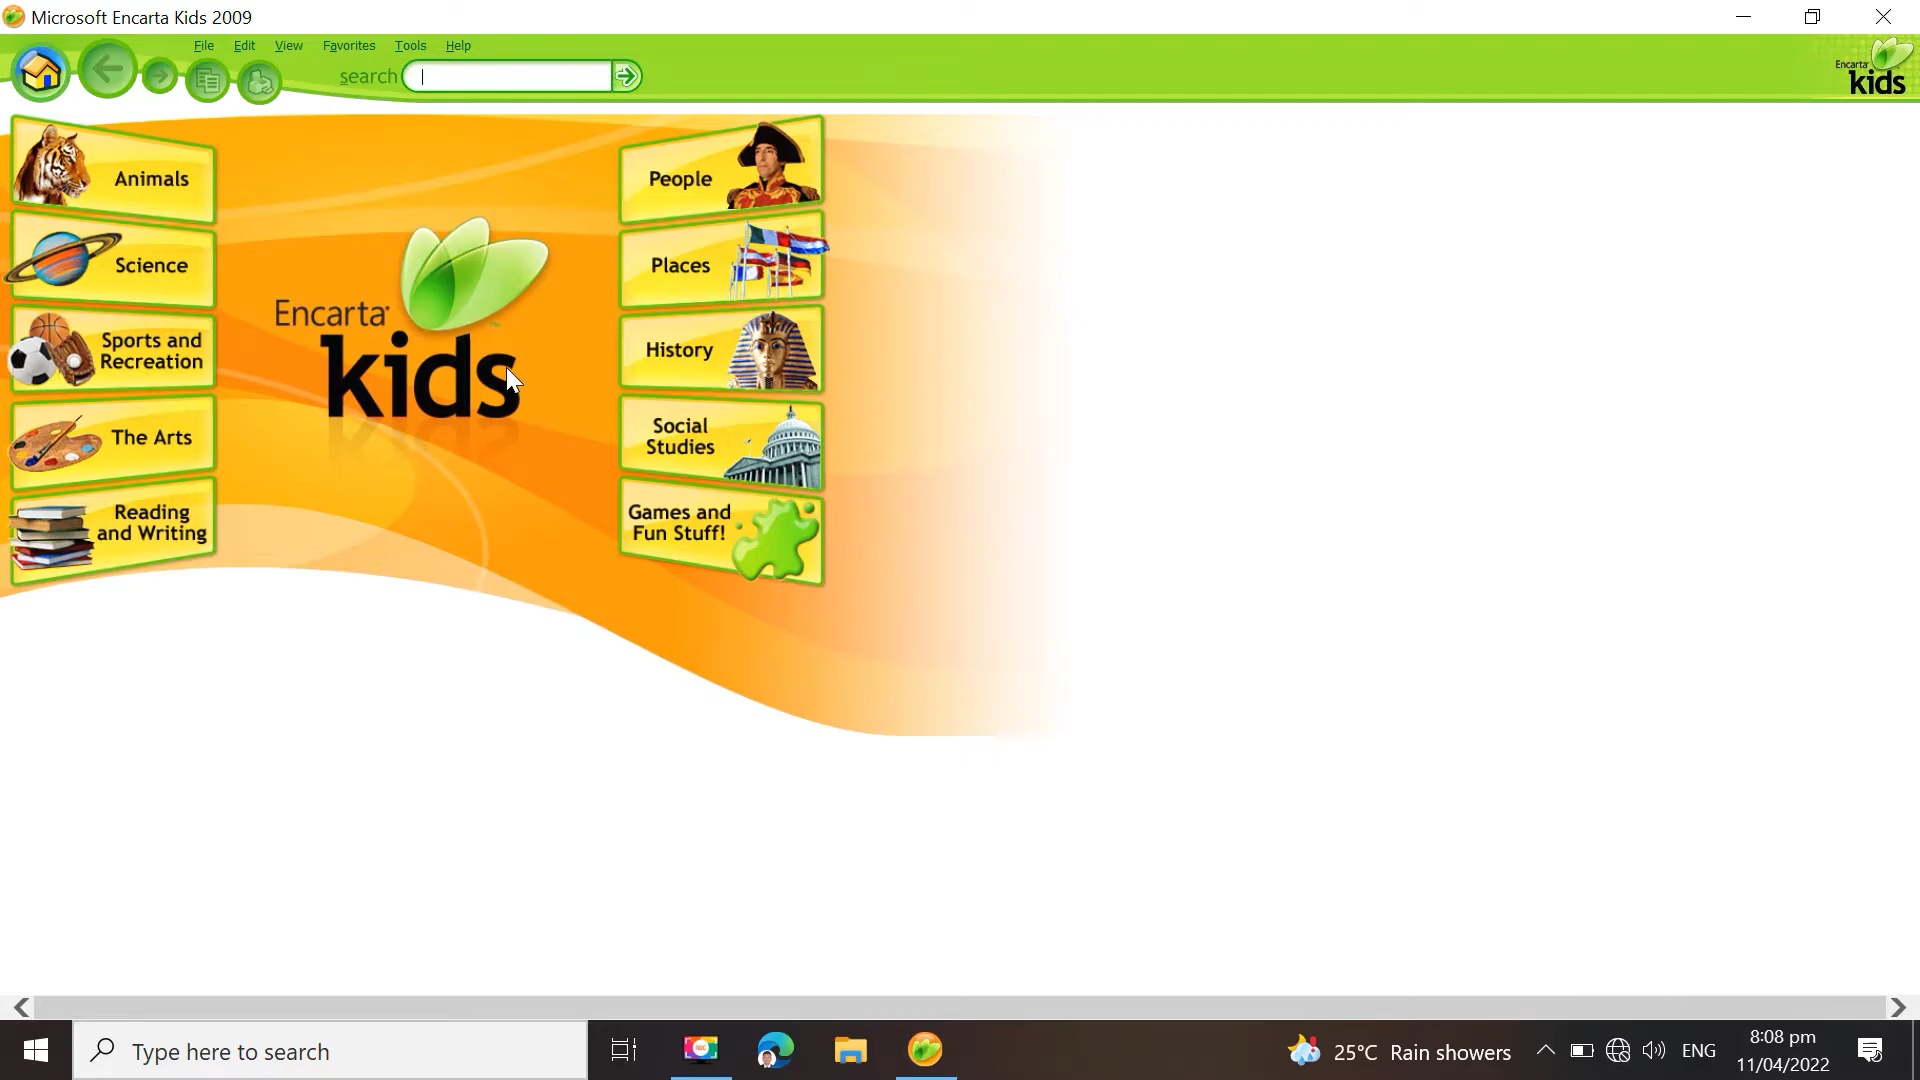 Microsoft Encarta Kids 2009
File Edit View Favorites Tools Help
search
Encarta
kids
Animals
Science
Sports and
Recreation
The Arts
Reading
and Writing
Encarta
kids
People
Places
History
Social
Studies
Games and
Fun Stuff!
Type here to search
25°C Rain showers
ENG
8:08 pm
11/04/2022